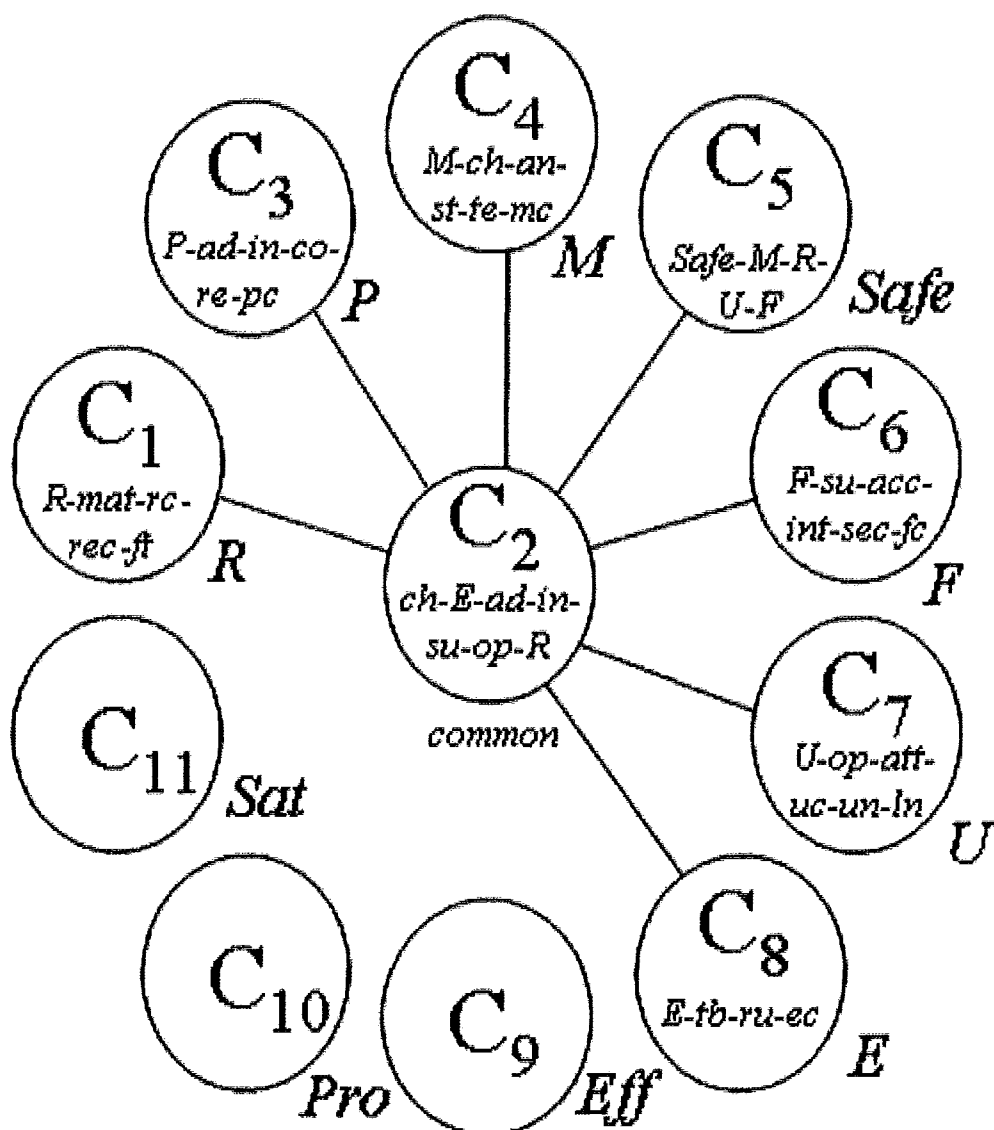 C4
M-ch-an-
st-te-mc
M
C3
P-ad-in-co-
re-pc
P
C5
Safe-M-R-
U-F
Safe
C1
R-mat-rc-
rec-ft
R
C6
F-su-acc-
int-sec-fc
F
C2
ch-E-ad-in-
su-op-R
common
C7
U-op-att-
uc-un-ln
U
C11
Sat
C8
E-tb-ru-ec
E
C10
Pro
C9
Eff